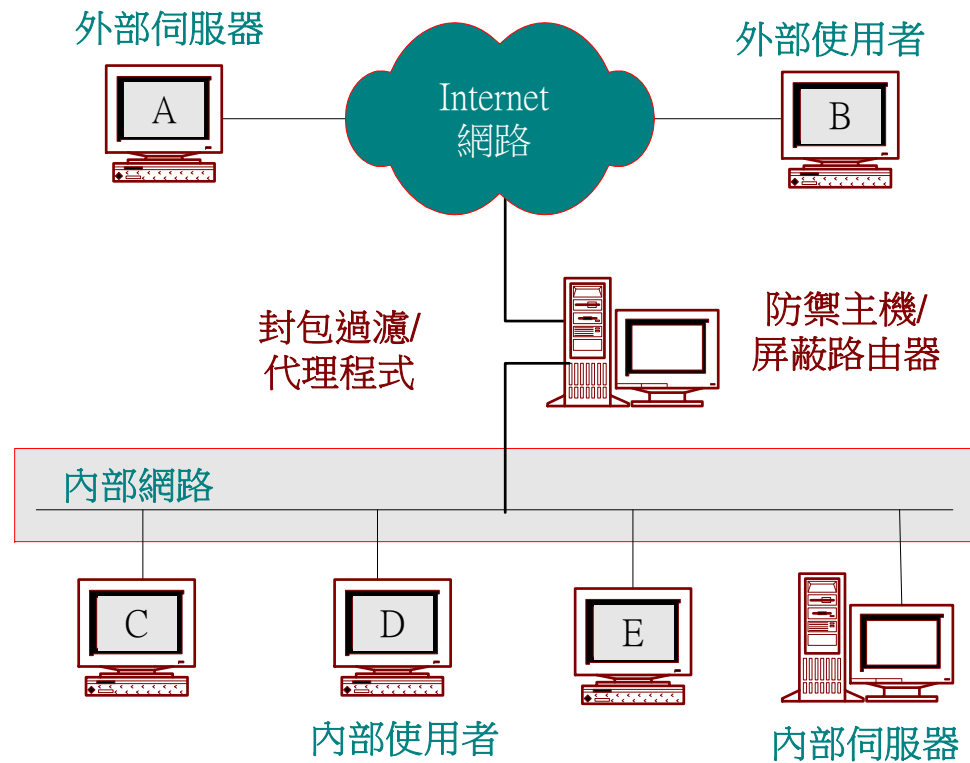 外部伺服器
外部使用者
A
Internet
網路
B
封包過濾/
代理程式
防禦主機/
屏蔽路由器
內部網路
C
D
E
內部使用者
內部伺服器